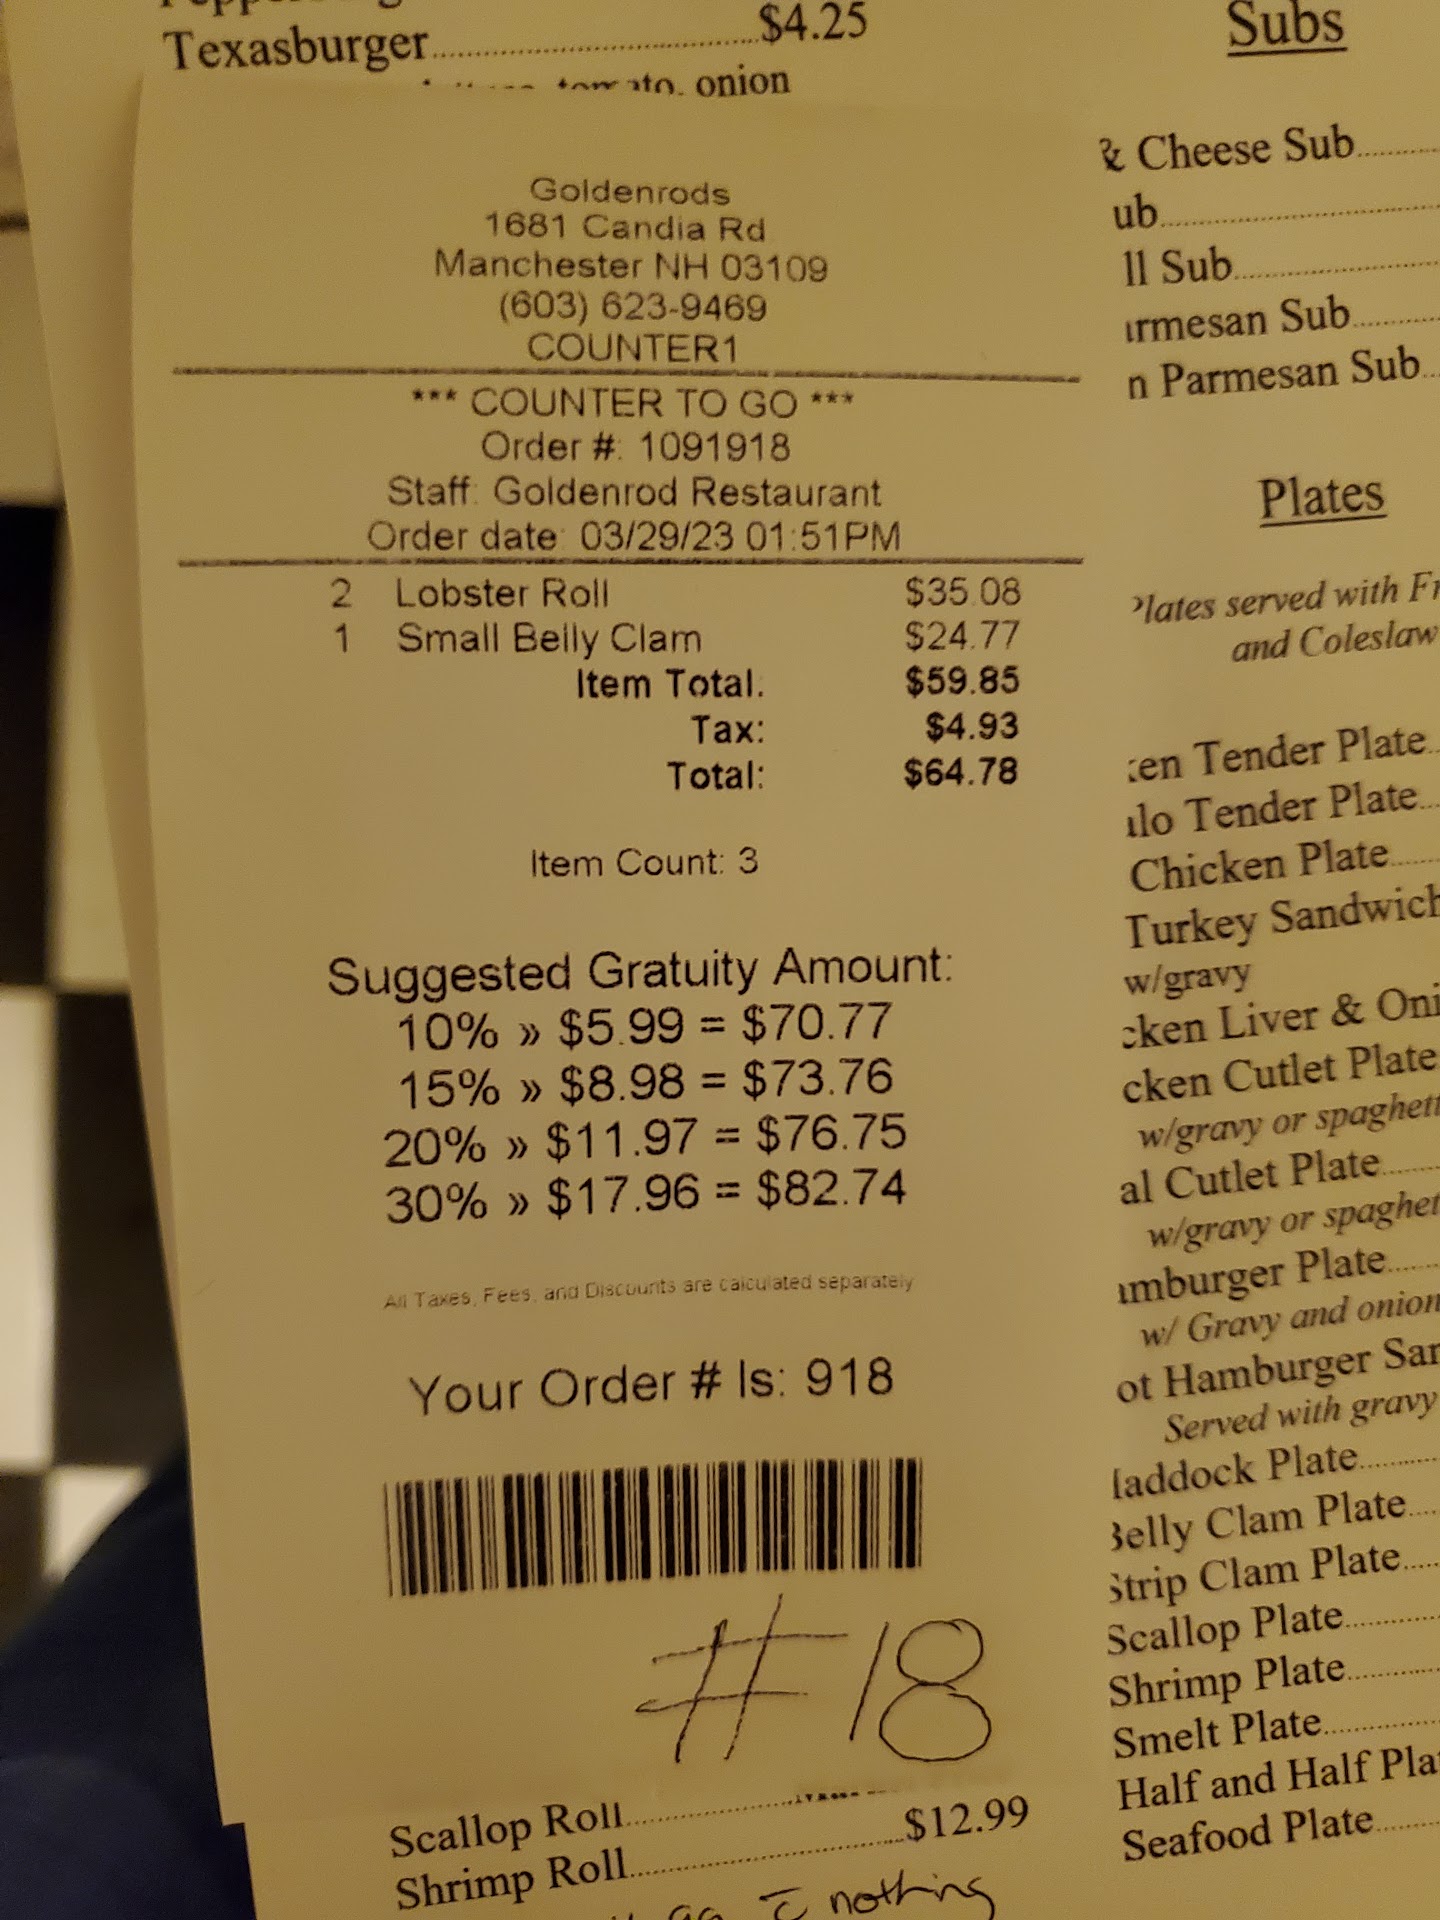 Texasburger..............................$4.25
onion
Goldenrods
1681 Candia Rd
Manchester NH 03109
(603) 623-9469
COUNTER1
*** COUNTER TO GO ***
Order #: 1091918
Staff: Goldenrod Restaurant
Order date: 03/29/23 01:51PM
2 Lobster Roll $35.08
1 Small Belly Clam $24.77
Item Total: $59.85
Tax: $4.93
Total: $64.78
Item Count: 3
Suggested Gratuity Amount:
10% » $5.99 = $70.77
15% » $8.98 = $73.76
20% » $11.97 = $76.75
30% » $17.96 = $82.74
All Taxes, Fees, and Discounts are calculated separately
Your Order # Is: 918
#18
Scallop Roll....................
Shrimp Roll..............................$12.99
nothing
Subs
& Cheese Sub..........
ub..............................
ll Sub....................
rmesan Sub..........
n Parmesan Sub...
Plates
lates served with Fr
and Coleslaw
en Tender Plate..
lo Tender Plate...
Chicken Plate.......
Turkey Sandwich
w/gravy
cken Liver & Oni
cken Cutlet Plate
w/gravy or spaghett
al Cutlet Plate.......
w/gravy or spaghet
mburger Plate.......
w/ Gravy and onion
ot Hamburger San
Served with gravy
addock Plate..........
Belly Clam Plate....
Strip Clam Plate.....
Scallop Plate............
Shrimp Plate............
Smelt Plate...............
Half and Half Pla
Seafood Plate.........